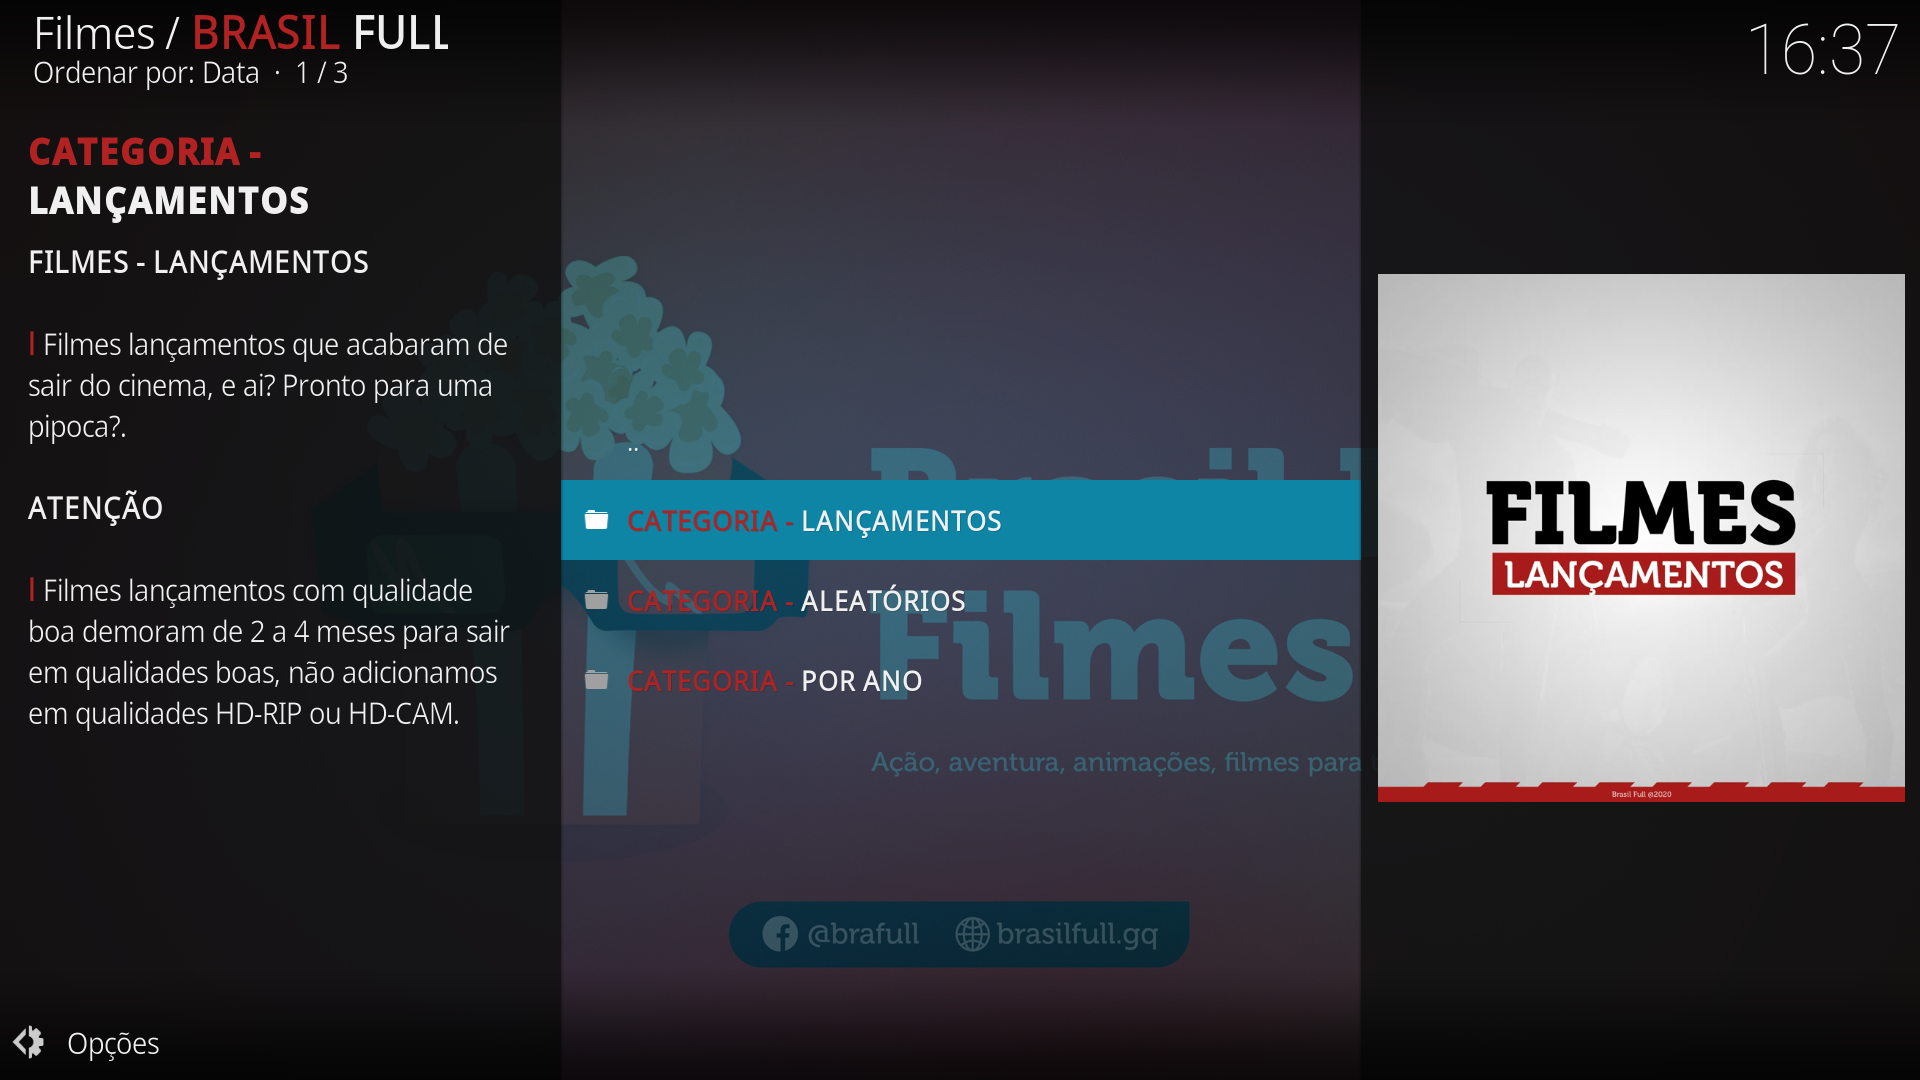 Filmes / BRASIL FULL
Ordenar por: Data · 1 / 3
16:37
CATEGORIA -
LANÇAMENTOS
FILMES - LANÇAMENTOS
| Filmes lançamentos que acabaram de
sair do cinema, e ai? Pronto para uma
pipoca?.
ATENÇÃO
| Filmes lançamentos com qualidade
boa demoram de 2 a 4 meses para sair
em qualidades boas, não adicionamos
em qualidades HD-RIP ou HD-CAM.
..
CATEGORIA - LANÇAMENTOS
CATEGORIA - ALEATÓRIOS
CATEGORIA - POR ANO
Brasil
Filmes
Ação, aventura, animações, filmes para
@brafull brasilfull.gq
FILMES
LANÇAMENTOS
Brasil Full @2020
Opções